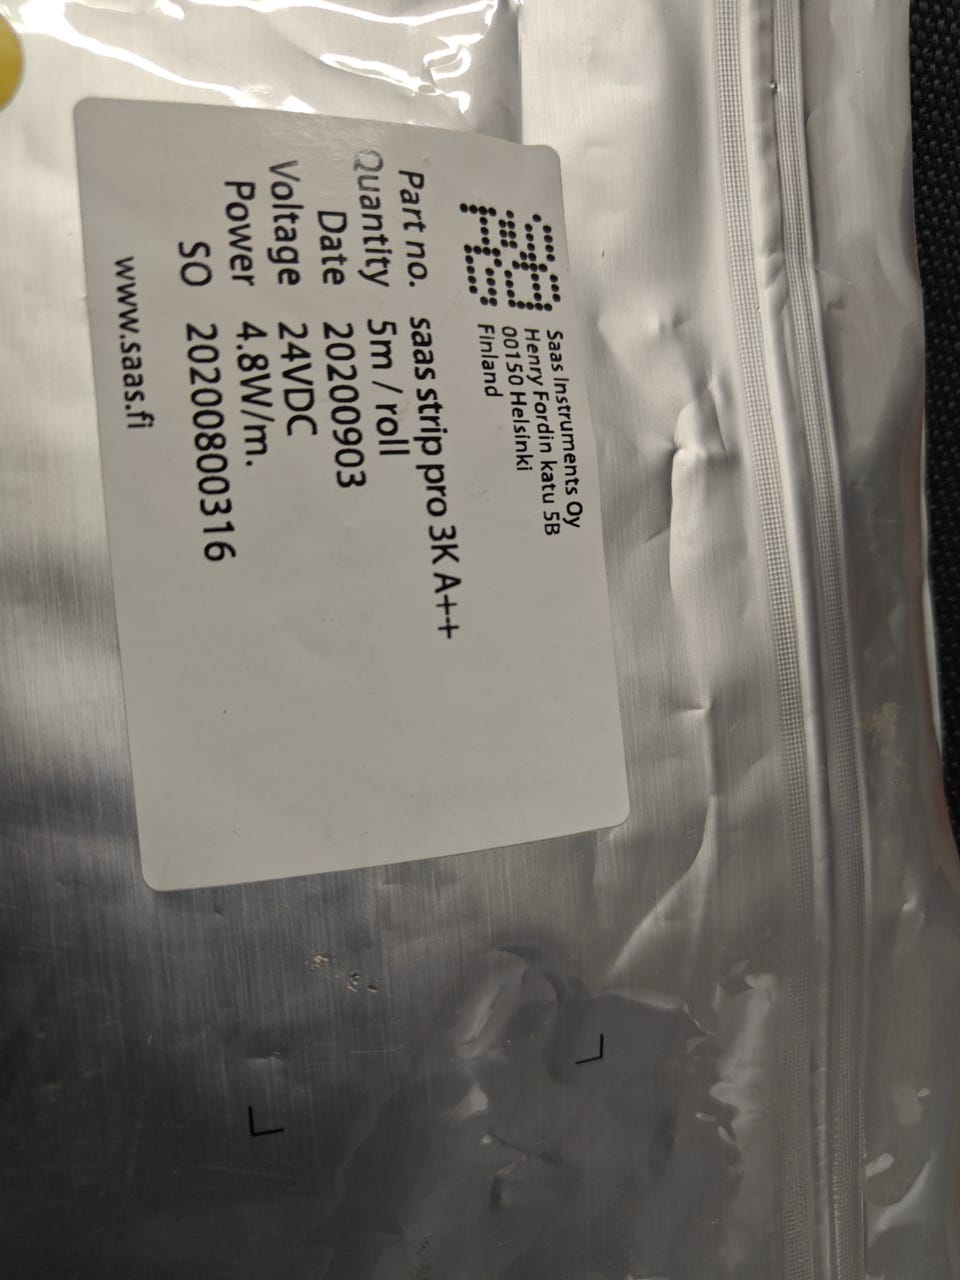 saas
Saas Instruments Oy
Henry Fordin katu 5B
00150 Helsinki
Finland
Part no. saas strip pro 3K A++
Quantity 5m / roll
Date 20200903
Voltage 24VDC
Power 4.8W/m.
SO 20200800316
www.saas.fi